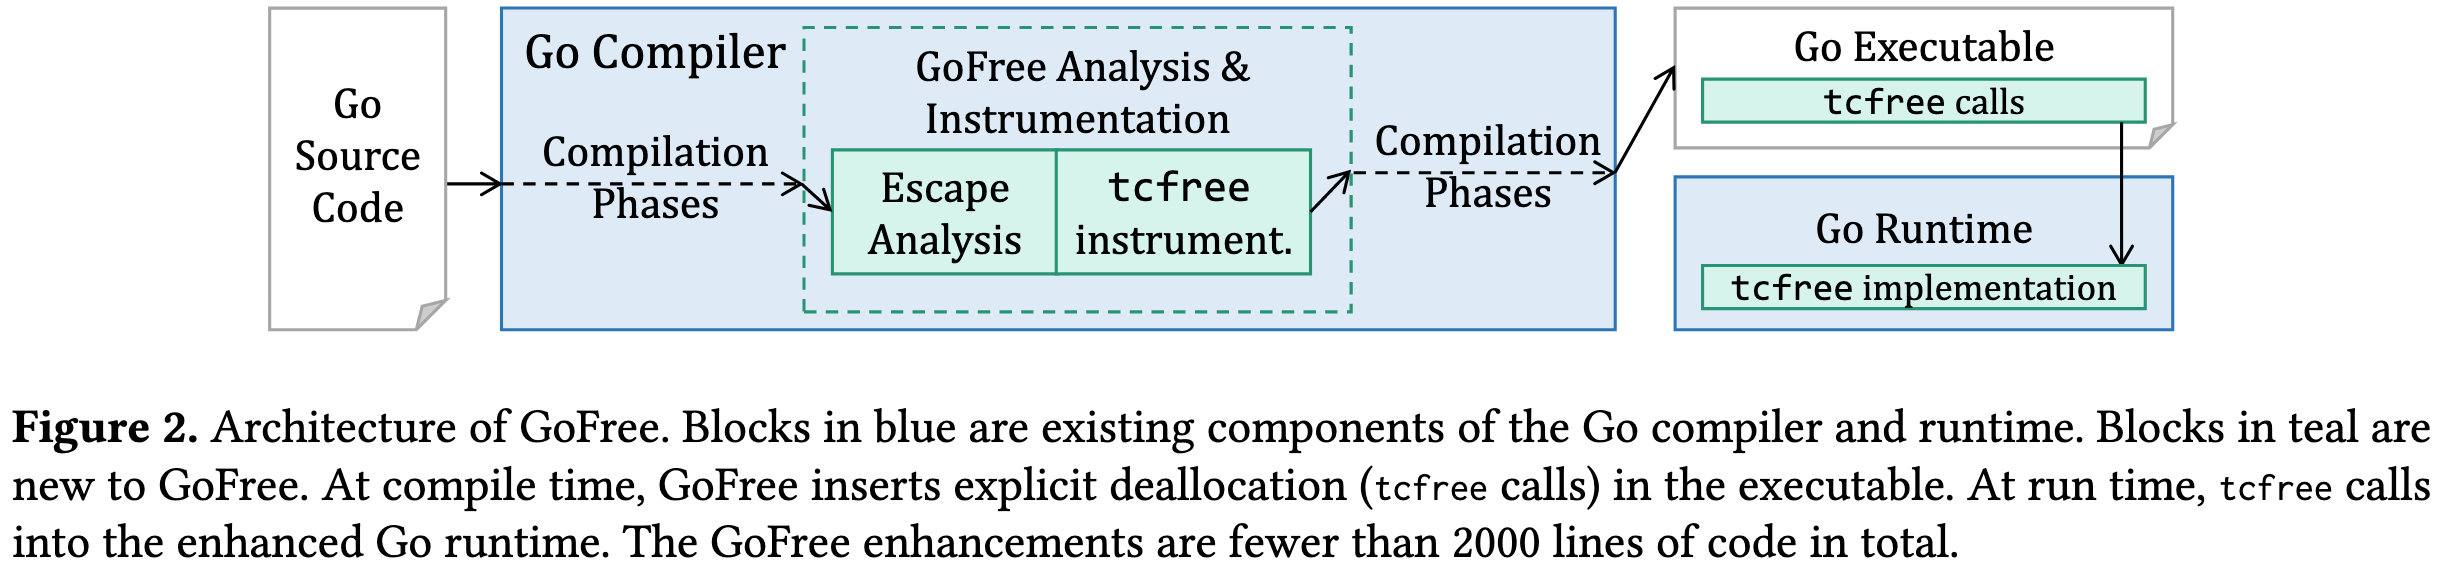 Go
Source
Code
Go Compiler
Compilation
Phases
GoFree Analysis &
Instrumentation
Escape
Analysis
tcfree
instrument.
Compilation
Phases
Go Executable
tcfree calls
Go Runtime
tcfree implementation
Figure 2. Architecture of GoFree. Blocks in blue are existing components of the Go compiler and runtime. Blocks in teal are
new to GoFree. At compile time, GoFree inserts explicit deallocation (tcfree calls) in the executable. At run time, tcfree calls
into the enhanced Go runtime. The GoFree enhancements are fewer than 2000 lines of code in total.